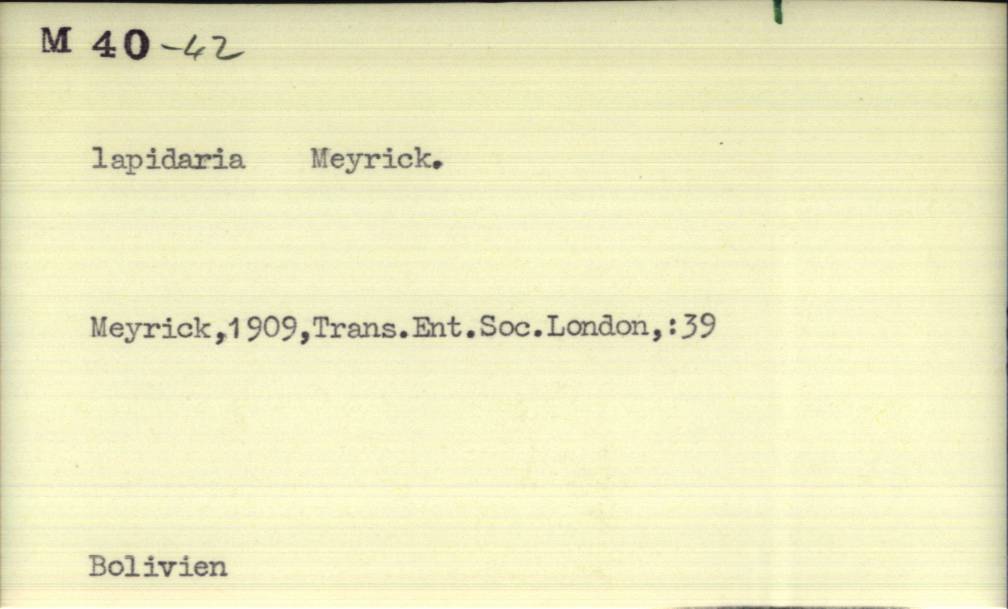 M 40-42
lapidaria Meyrick.
Meyrick,1909,Trans.Ent.Soc.London,:39
Bolivien